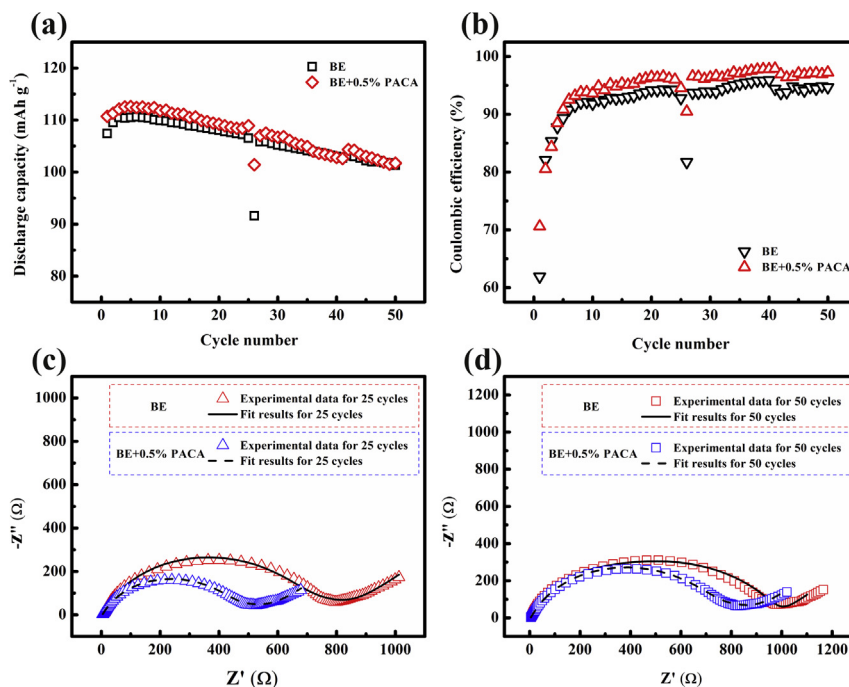 (a)
120
110
100
90
80
Discharge capacity (mAh g⁻¹)
BE
BE+0.5% PACA
0 10 20 30 40 50
Cycle number
(b)
100
90
80
70
60
Coulombic efficiency (%)
BE
BE+0.5% PACA
0 10 20 30 40 50
Cycle number
(c)
1000
800
600
400
200
0
-Z'' (Ω)
BE
Experimental data for 25 cycles
Fit results for 25 cycles
BE+0.5% PACA
Experimental data for 25 cycles
Fit results for 25 cycles
0 200 400 600 800 1000
Z' (Ω)
(d)
1200
1000
800
600
400
200
0
-Z'' (Ω)
BE
Experimental data for 50 cycles
Fit results for 50 cycles
BE+0.5% PACA
Experimental data for 50 cycles
Fit results for 50 cycles
0 200 400 600 800 1000 1200
Z' (Ω)